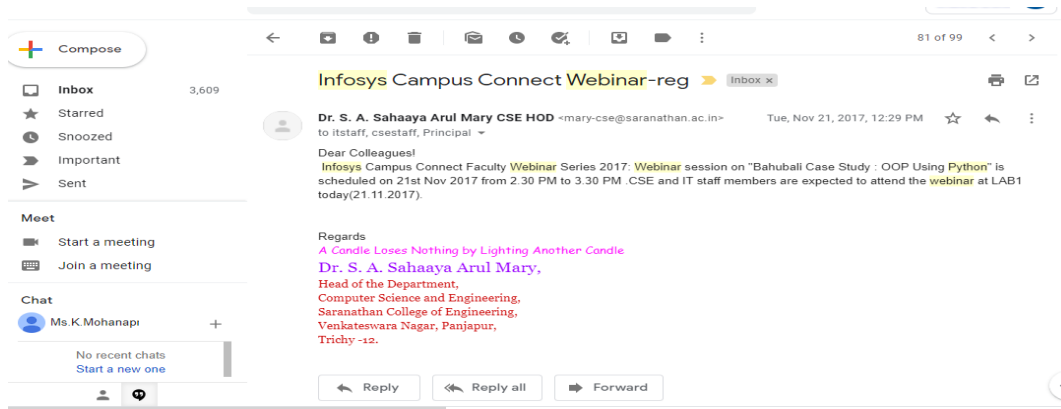 Compose
Inbox 3,609
Starred
Snoozed
Important
Sent
Meet
Start a meeting
Join a meeting
Chat
Ms.K.Mohanapi
No recent chats
Start a new one
81 of 99
Infosys Campus Connect Webinar-reg Inbox x
Dr. S. A. Sahaaya Arul Mary CSE HOD <mary-cse@saranathan.ac.in> Tue, Nov 21, 2017, 12:29 PM
to itstaff, csestaff, Principal
Dear Colleagues!
Infosys Campus Connect Faculty Webinar Series 2017: Webinar session on "Bahubali Case Study : OOP Using Python" is
scheduled on 21st Nov 2017 from 2.30 PM to 3.30 PM .CSE and IT staff members are expected to attend the webinar at LAB1
today(21.11.2017).
Regards
A Candle Loses Nothing by Lighting Another Candle
Dr. S. A. Sahaaya Arul Mary,
Head of the Department,
Computer Science and Engineering,
Saranathan College of Engineering,
Venkateswara Nagar, Panjapur,
Trichy -12.
Reply Reply all Forward